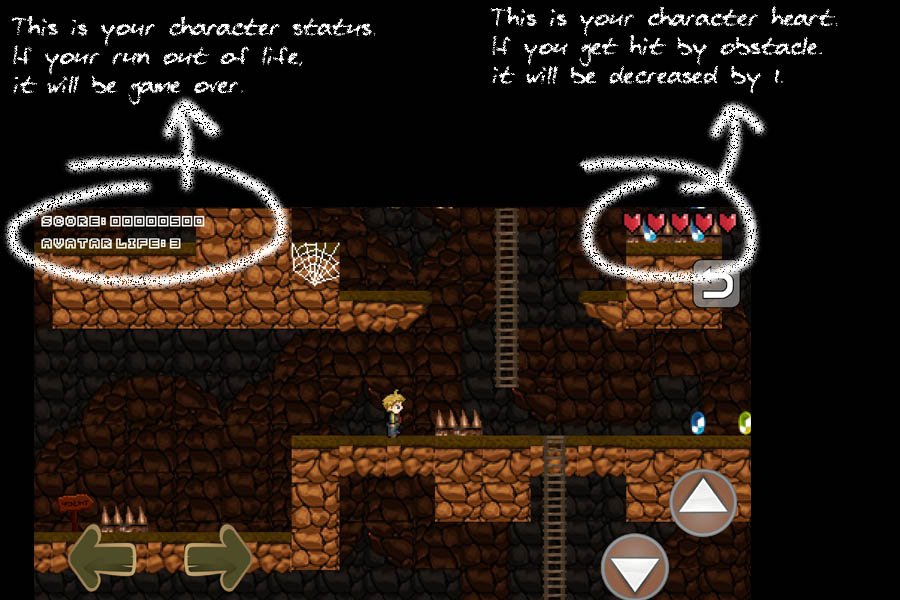 This is your character status.
If your run out of life,
it will be game over.
This is your character heart.
If you get hit by obstacle.
it will be decreased by 1.
SCORE: 00000500
AVATAR LIFE: 3